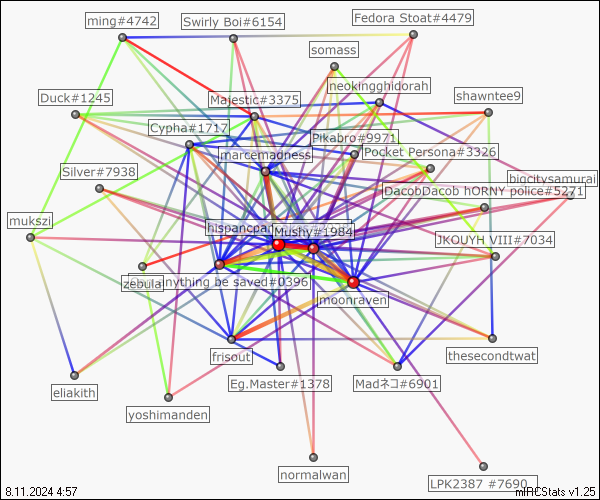 ming#4742
Swirly Boi#6154
Fedora Stoat#4479
somass
neokingghidorah
Duck#1245
Majestic#3375
shawntee9
Cypha#1717
Pikabro#9971
Pocket Persona#3326
marcemadness
Silver#7938
bigcitysamurai
DacobDacob hORNY police#5271
mukszi
hispancpa
Mushy#1984
JKOUYH VIII#7034
zebula
anything be saved#0396
moonraven
frisout
thesecondtwat
eliakith
Eg.Master#1378
Madネコ#6901
yoshimanden
normalwan
LPK2387 #7690
8.11.2024 4:57
mIRCStats v1.25